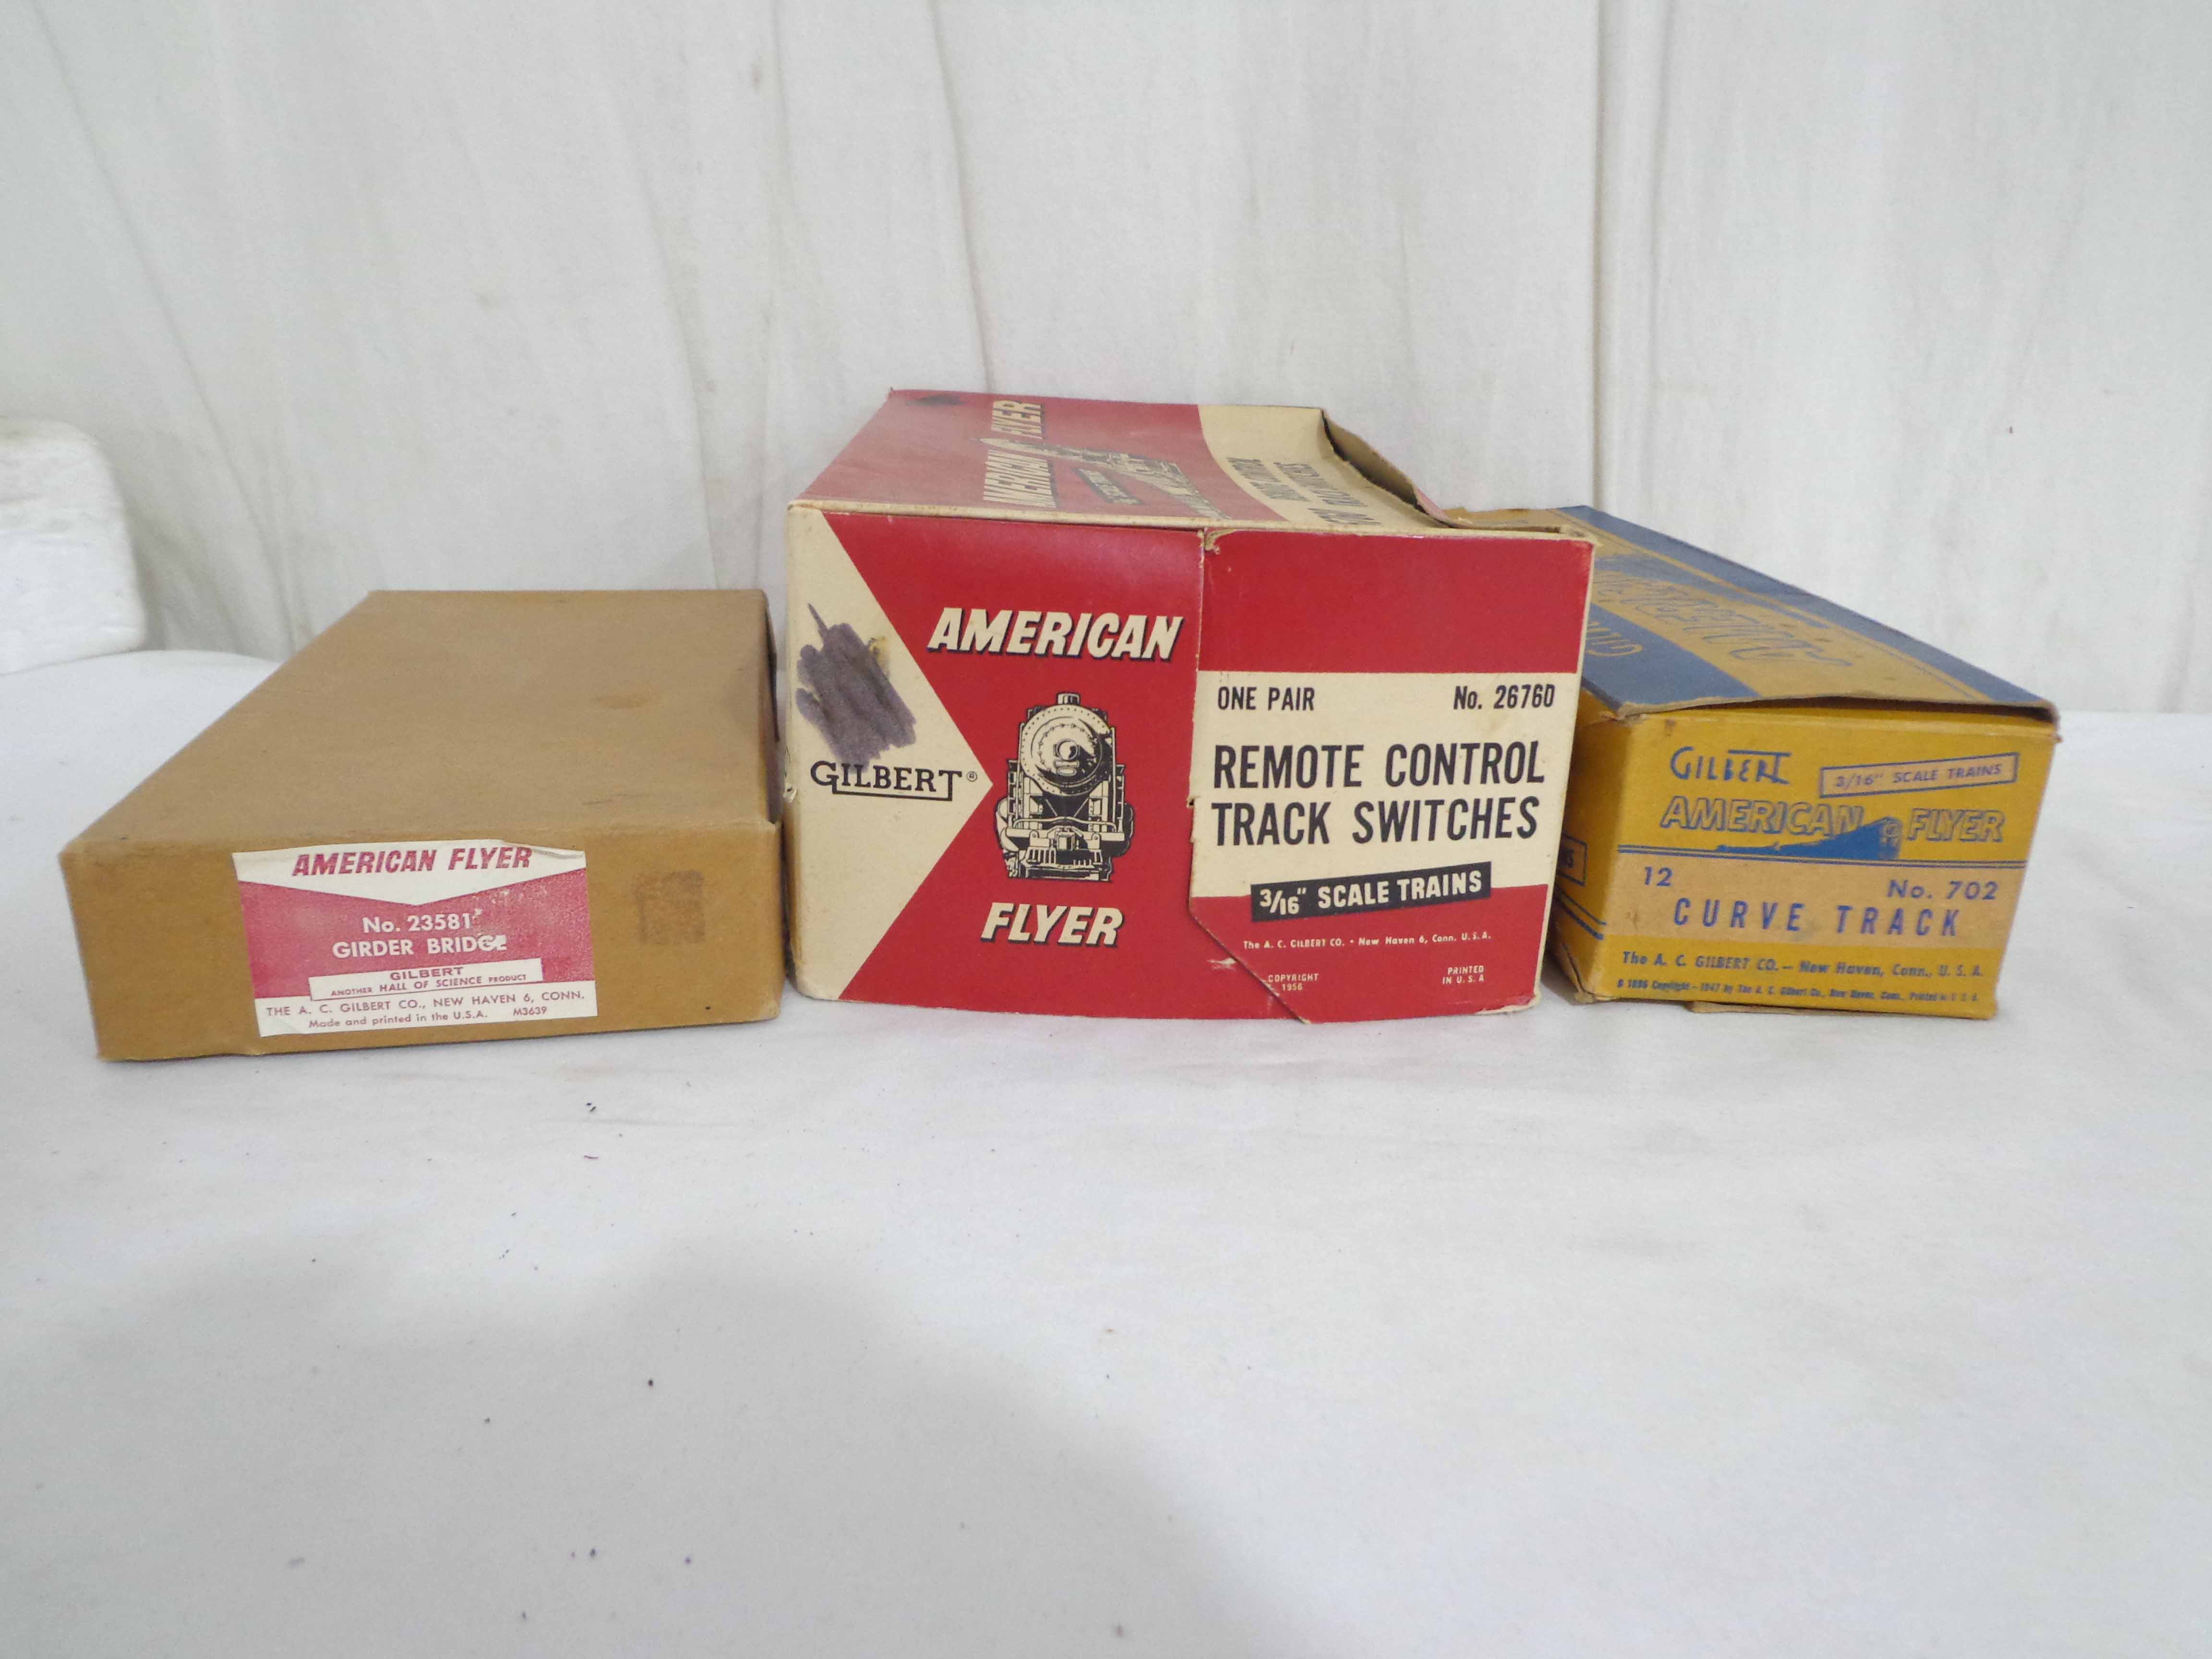 AMERICAN FLYER
No. 23581
GIRDER BRIDGE
GILBERT
ANOTHER HALL OF SCIENCE PRODUCT
THE A. C. GILBERT CO., NEW HAVEN 6, CONN.
Made and printed in the U.S.A. M3639
AMERICAN FLYER
AMERICAN
FLYER
GILBERT®
ONE PAIR No. 26760
REMOTE CONTROL
TRACK SWITCHES
3/16" SCALE TRAINS
The A. C. GILBERT CO. • New Haven 6, Conn. U.S.A.
COPYRIGHT
1956
PRINTED
IN U.S.A
GILBERT
3/16" SCALE TRAINS
AMERICAN FLYER
12 No. 702
CURVE TRACK
The A. C. GILBERT CO. — New Haven, Conn., U. S. A.